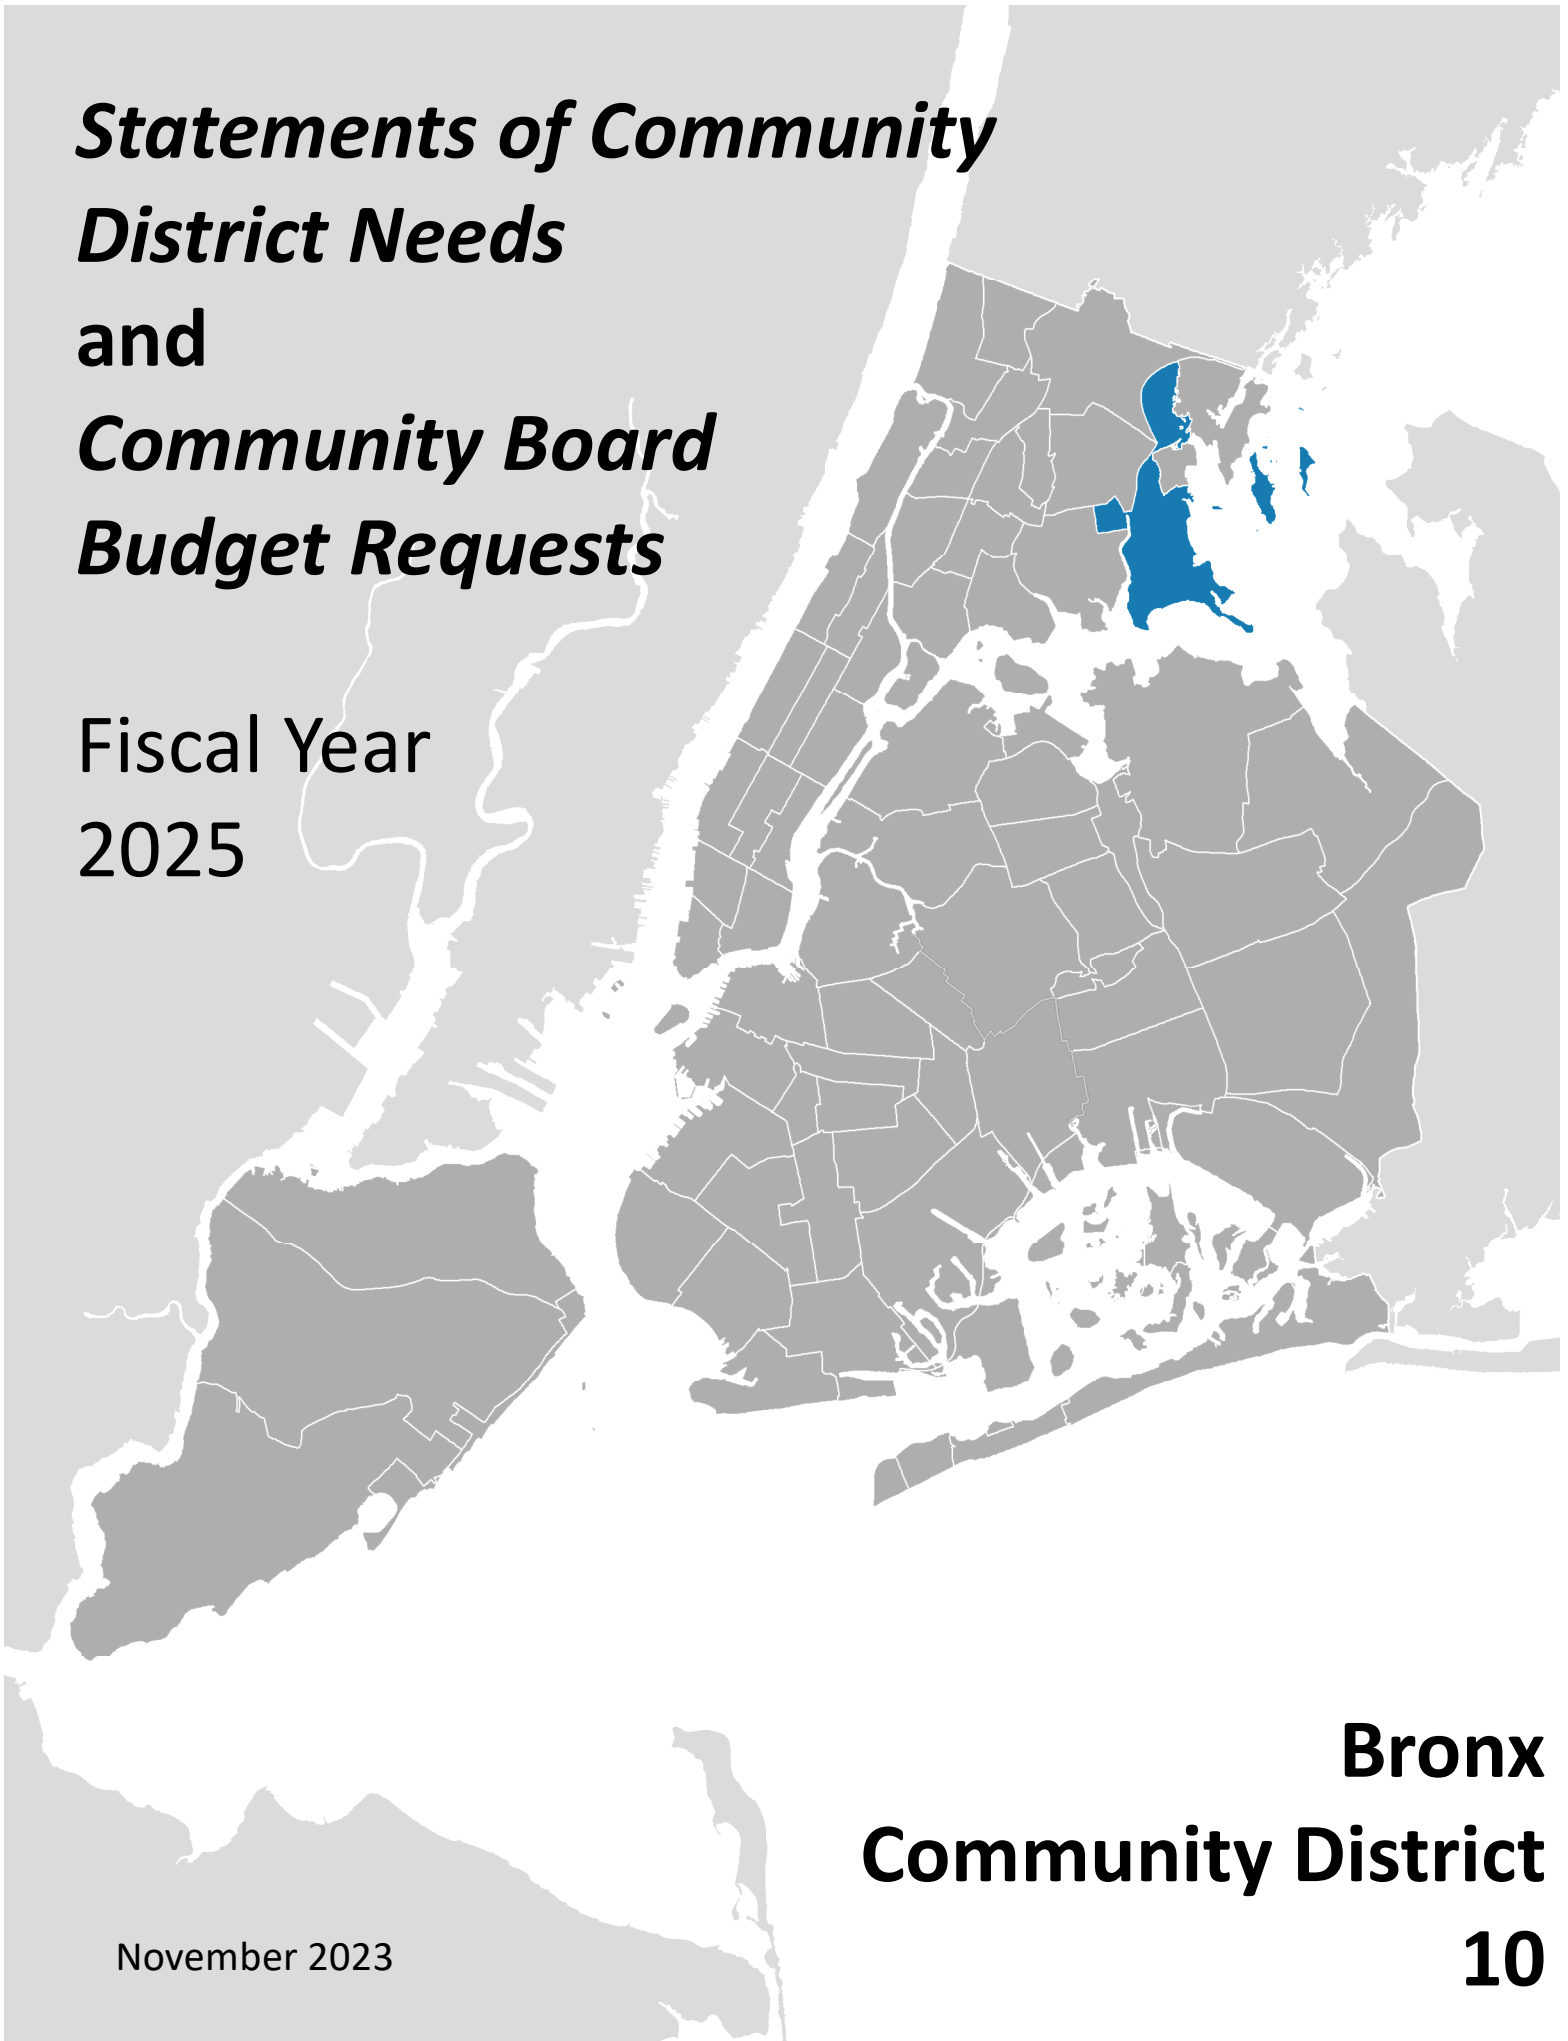 Statements of Community
District Needs
and
Community Board
Budget Requests
Fiscal Year
2025
Bronx
Community District
10
November 2023